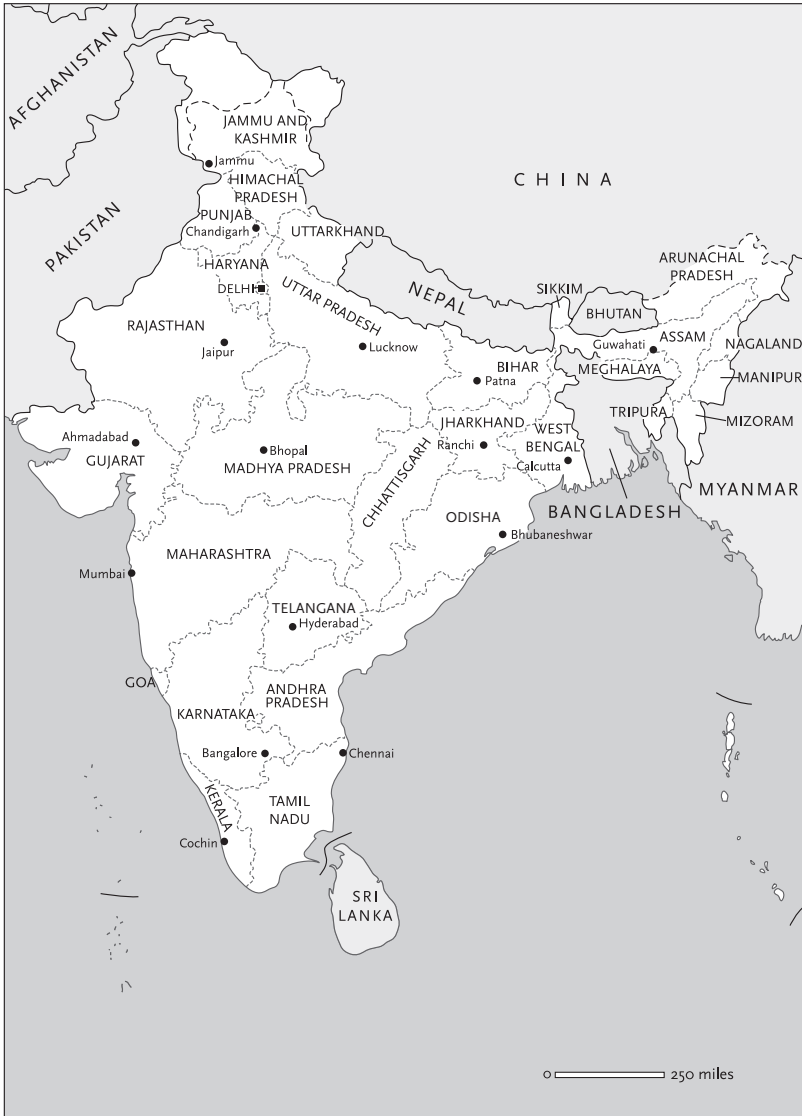 AFGHANISTAN
JAMMU AND
KASHMIR
Jammu
CHINA
HIMACHAL
PRADESH
PAKISTAN
PUNJAB
Chandigarh
UTTARKHAND
ARUNACHAL
PRADESH
HARYANA
DELHI
NEPAL
SIKKIM
BHUTAN
UTTAR PRADESH
RAJASTHAN
Jaipur
Lucknow
Guwahati
ASSAM
NAGALAND
BIHAR
Patna
MEGHALAYA
MANIPUR
TRIPURA
MIZORAM
JHARKHAND
Ranchi
WEST
BENGAL
Calcutta
Ahmadabad
GUJARAT
Bhopal
MADHYA PRADESH
CHHATTISGARH
MYANMAR
BANGLADESH
ODISHA
Bhubaneshwar
MAHARASHTRA
Mumbai
TELANGANA
Hyderabad
GOA
ANDHRA
PRADESH
KARNATAKA
Bangalore
Chennai
KERALA
TAMIL
NADU
Cochin
SRI
LANKA
0 250 miles